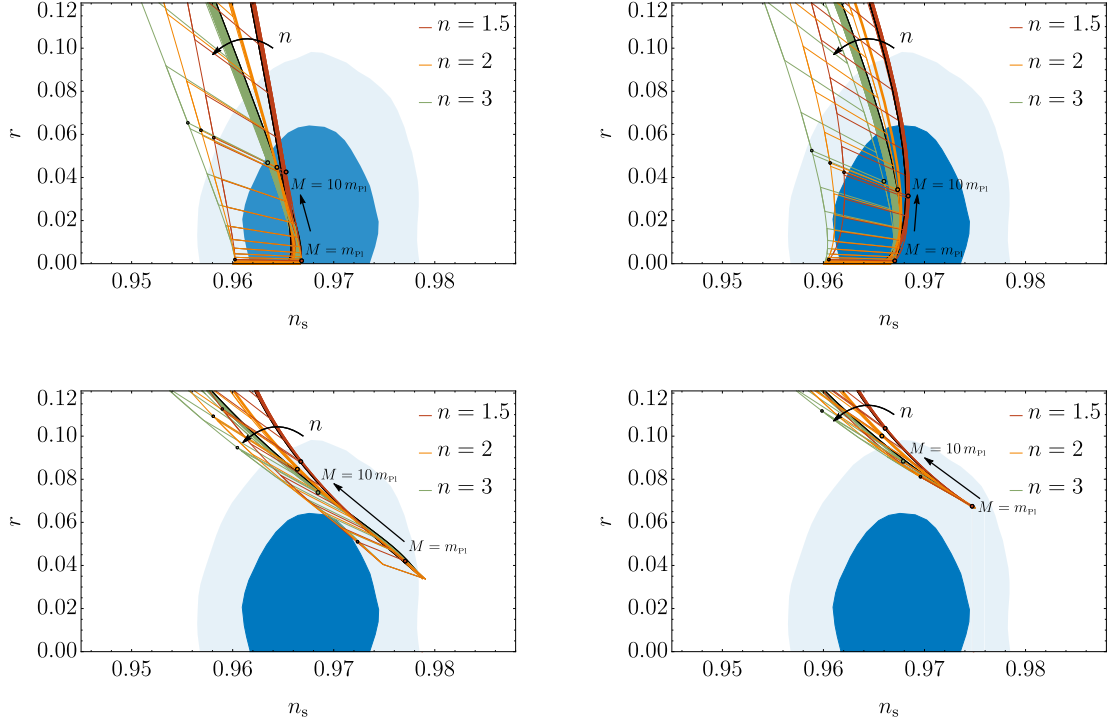 0.12
0.10
0.08
0.06
0.04
0.02
0.00
r
n
n = 1.5
n = 2
n = 3
M = 10 m_Pl
M = m_Pl
0.95 0.96 0.97 0.98
n_s
0.12
0.10
0.08
0.06
0.04
0.02
0.00
r
n
n = 1.5
n = 2
n = 3
M = 10 m_Pl
M = m_Pl
0.95 0.96 0.97 0.98
n_s
0.12
0.10
0.08
0.06
0.04
0.02
0.00
r
n
n = 1.5
n = 2
n = 3
M = 10 m_Pl
M = m_Pl
0.95 0.96 0.97 0.98
n_s
0.12
0.10
0.08
0.06
0.04
0.02
0.00
r
n
n = 1.5
n = 2
n = 3
M = 10 m_Pl
M = m_Pl
0.95 0.96 0.97 0.98
n_s